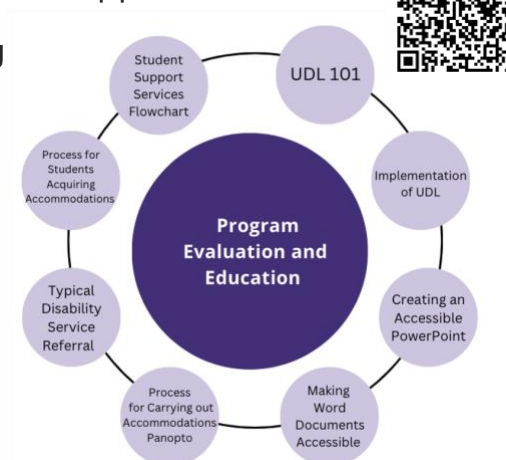 UDL 101
Implementation
of UDL
Creating an
Accessible
PowerPoint
Making
Word
Documents
Accessible
Process
for Carrying out
Accommodations
Panopto
Typical
Disability
Service
Referral
Process for
Students
Acquiring
Accommodations
Student
Support
Services
Flowchart
Program
Evaluation and
Education